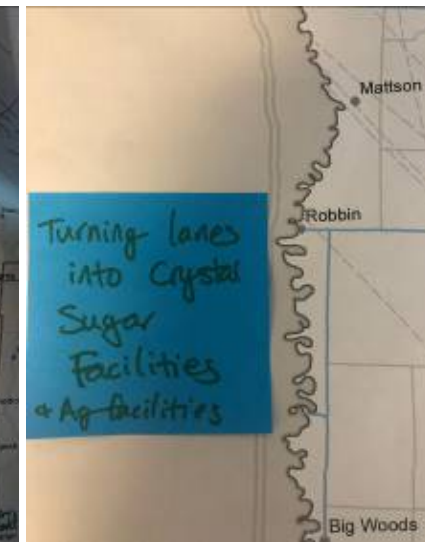 Mattson
Robbin
Turning lanes
into Crystal
Sugar
Facilities
& Ag facilities
Big Woods